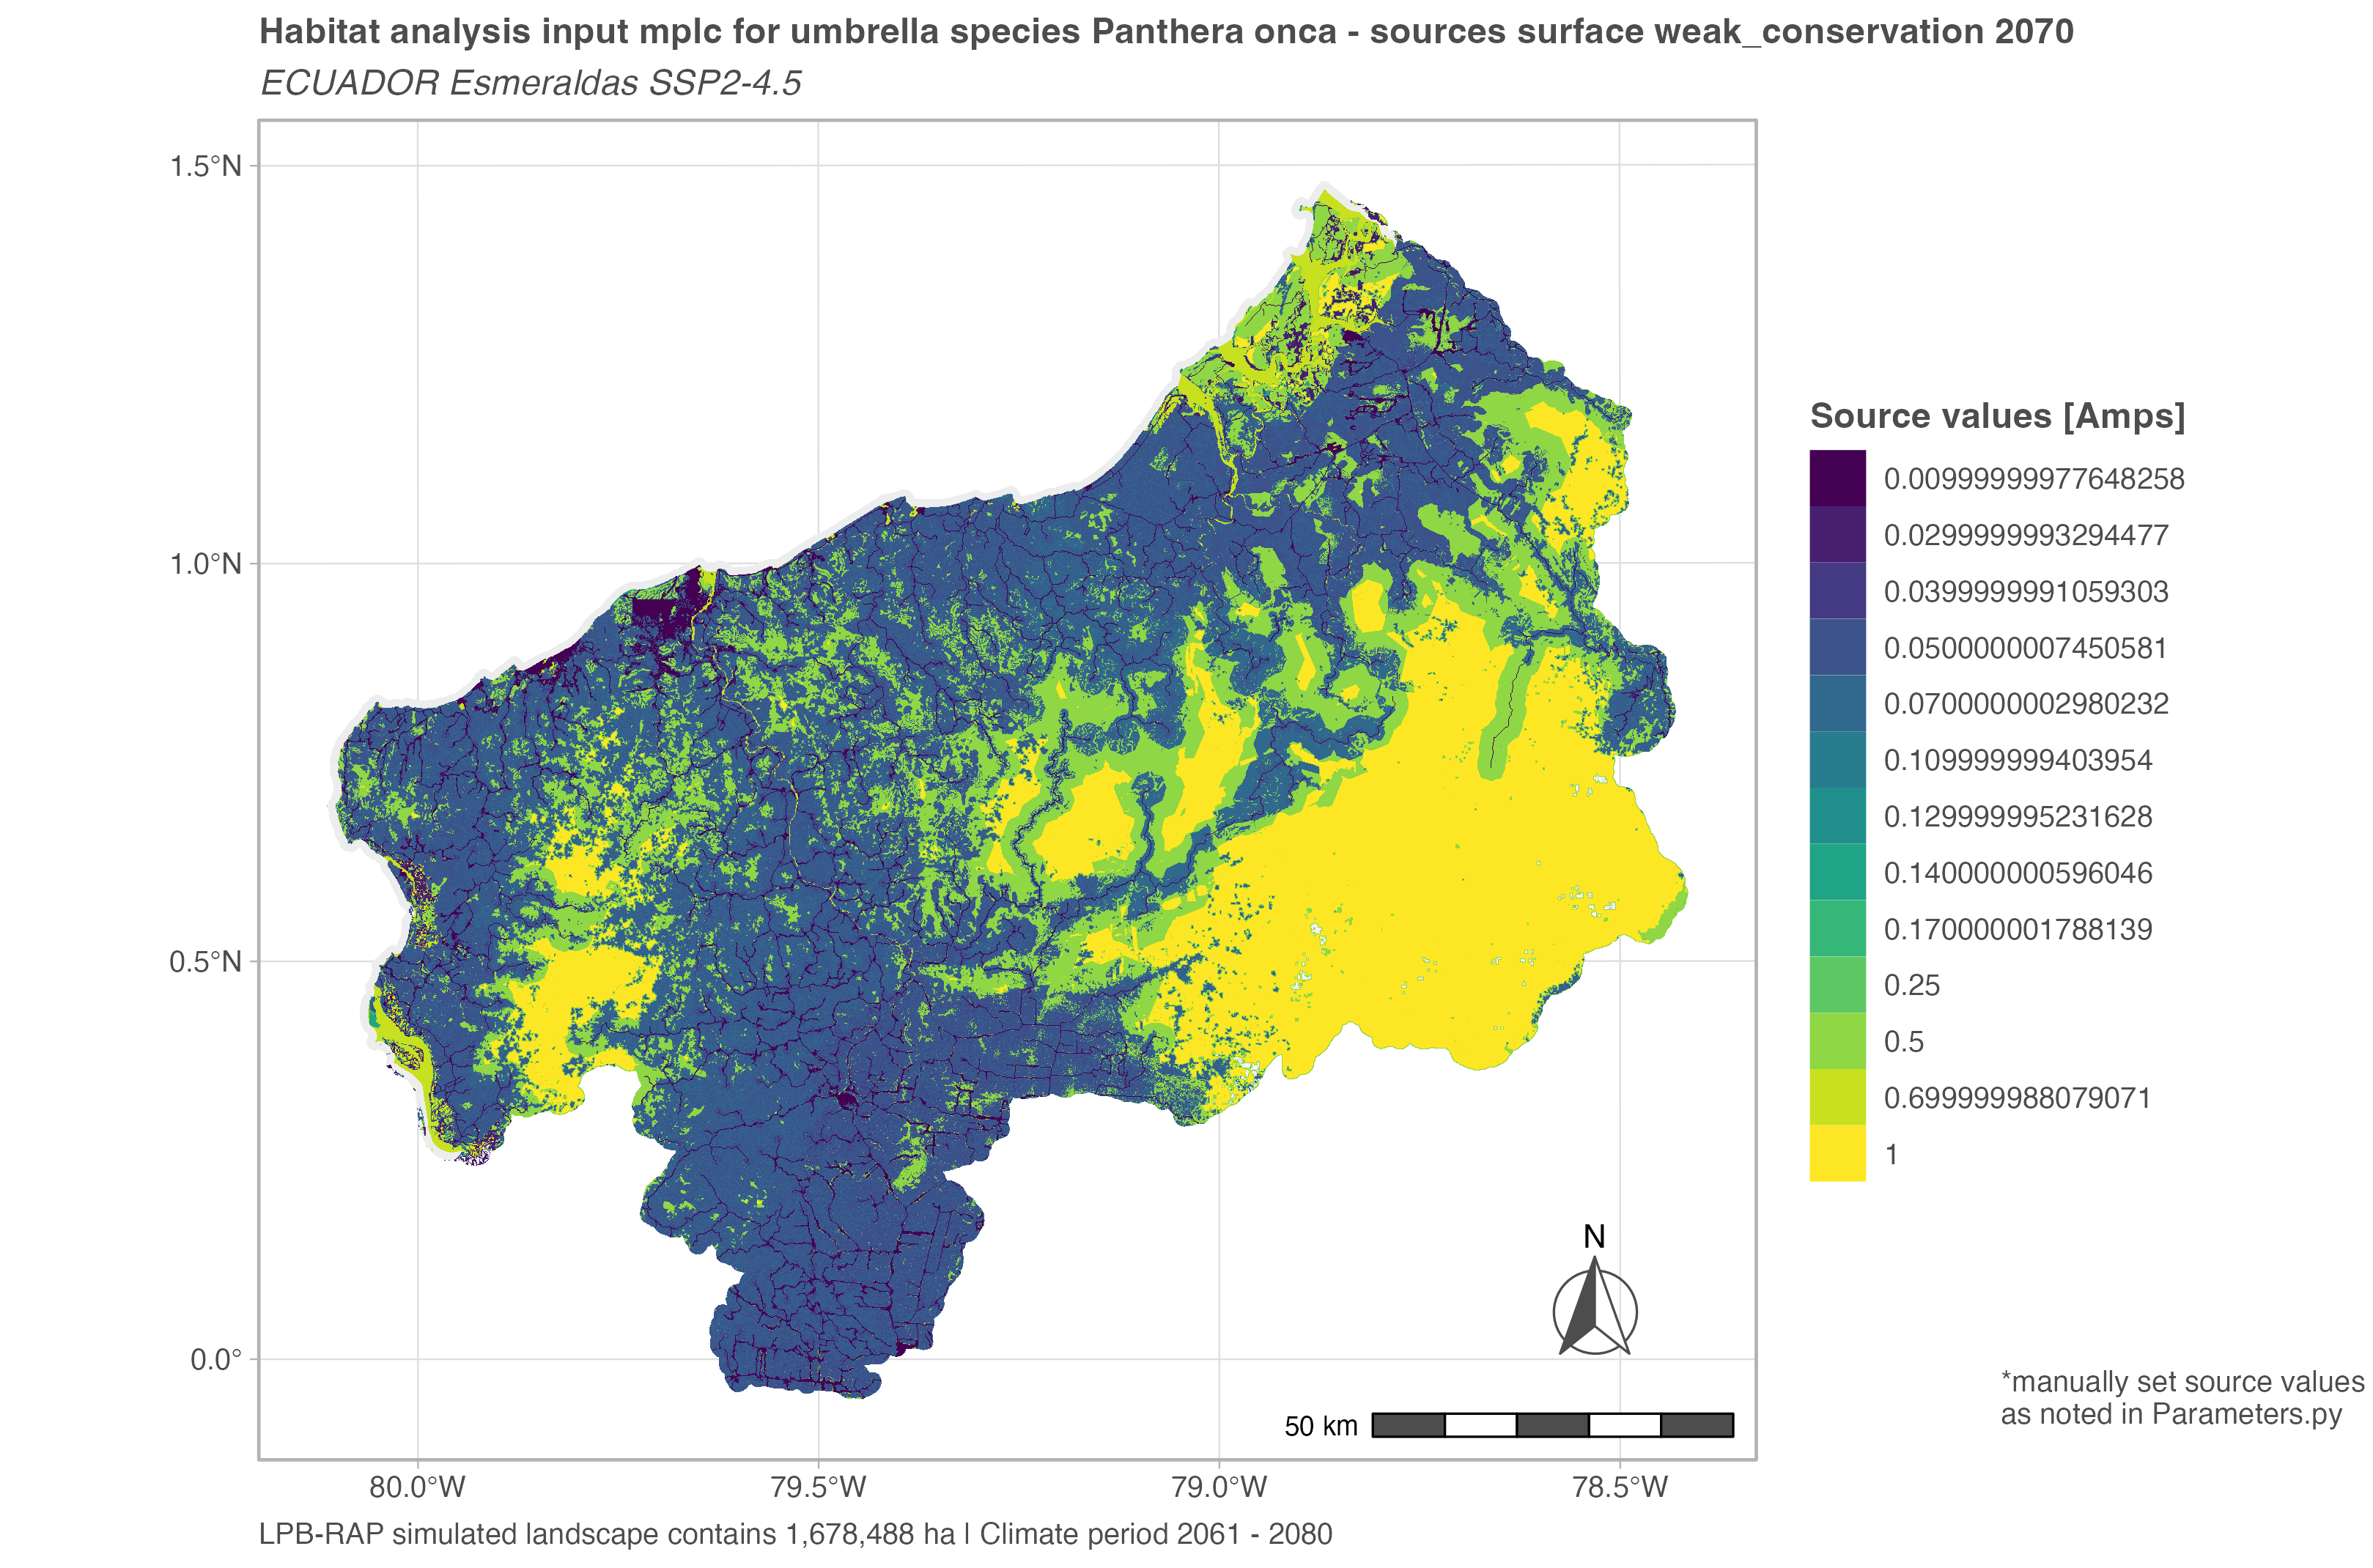 Habitat analysis input mplc for umbrella species Panthera onca - sources surface weak_conservation 2070
ECUADOR Esmeraldas SSP2-4.5
1.5°N
1.0°N
0.5°N
0.0°
80.0°W
79.5°W
79.0°W
78.5°W
N
50 km
Source values [Amps]
0.00999999977648258
0.0299999993294477
0.0399999991059303
0.0500000007450581
0.0700000002980232
0.109999999403954
0.129999995231628
0.140000000596046
0.170000001788139
0.25
0.5
0.699999988079071
1
*manually set source values
as noted in Parameters.py
LPB-RAP simulated landscape contains 1,678,488 ha | Climate period 2061 - 2080